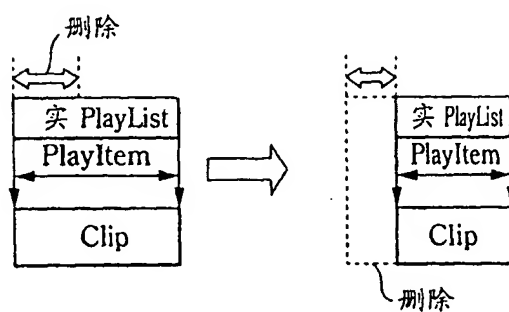 删除
实 PlayList
PlayItem
Clip
实 PlayList
PlayItem
Clip
删除